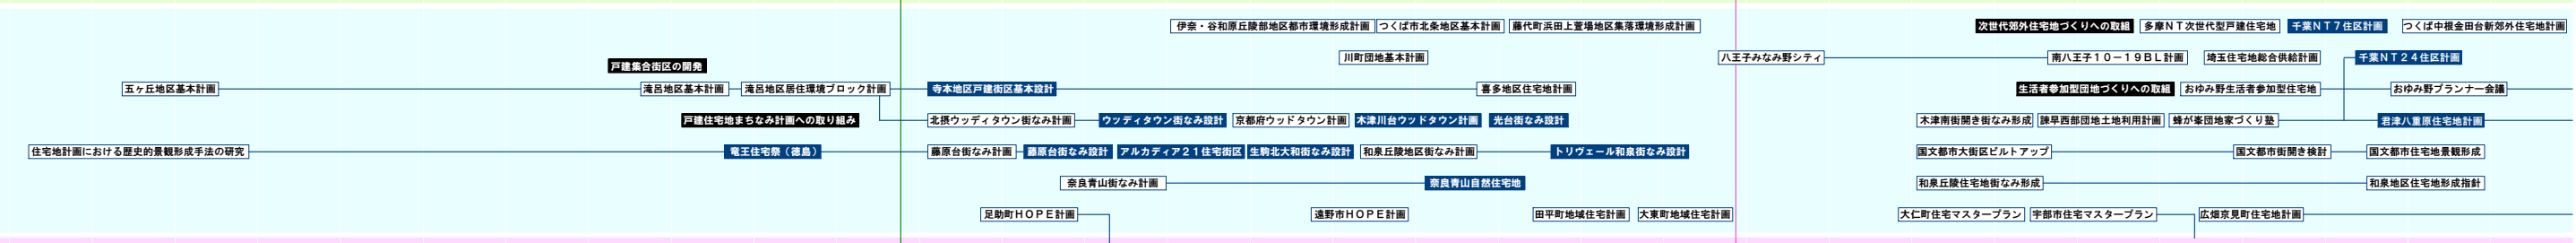 伊奈・谷和原丘陵部地区都市環境形成計画 つくば市北条地区基本計画 藤代町浜田上萱場地区集落環境形成計画 次世代郊外住宅地づくりへの取組 多摩NT次世代型戸建住宅地 千葉NT7住区計画 つくば中根金田台新郊外住宅地計画
戸建集合街区の開発 川町団地基本計画 八王子みなみ野シティ 南八王子10－19BL計画 埼玉住宅地総合供給計画 千葉NT24住区計画
五ヶ丘地区基本計画 滝呂地区基本計画 滝呂地区居住環境ブロック計画 寺本地区戸建街区基本設計 喜多地区住宅地計画 生活者参加型団地づくりへの取組 おゆみ野生活者参加型住宅地 おゆみ野プランナー会議
戸建住宅地まちなみ計画への取り組み 北摂ウッディタウン街なみ計画 ウッディタウン街なみ設計 京都府ウッドタウン計画 木津川台ウッドタウン計画 光台街なみ設計 木津南街開き街なみ形成 諫早西部団地土地利用計画 蜂が峯団地家づくり塾 君津八重原住宅地計画
住宅地計画における歴史的景観形成手法の研究 竜王住宅祭（徳島） 藤原台街なみ計画 藤原台街なみ設計 アルカディア21住宅街区 生駒北大和街なみ設計 和泉丘陵地区街なみ計画 トリヴェール和泉街なみ設計 国文都市大街区ビルトアップ 国文都市街開き検討 国文都市住宅地景観形成
奈良青山街なみ計画 奈良青山自然住宅地 和泉丘陵住宅地街なみ形成 和泉地区住宅地形成指針
足助町HOPE計画 遠野市HOPE計画 田平町地域住宅計画 大東町地域住宅計画 大仁町住宅マスタープラン 宇部市住宅マスタープラン 広畑京見町住宅地計画